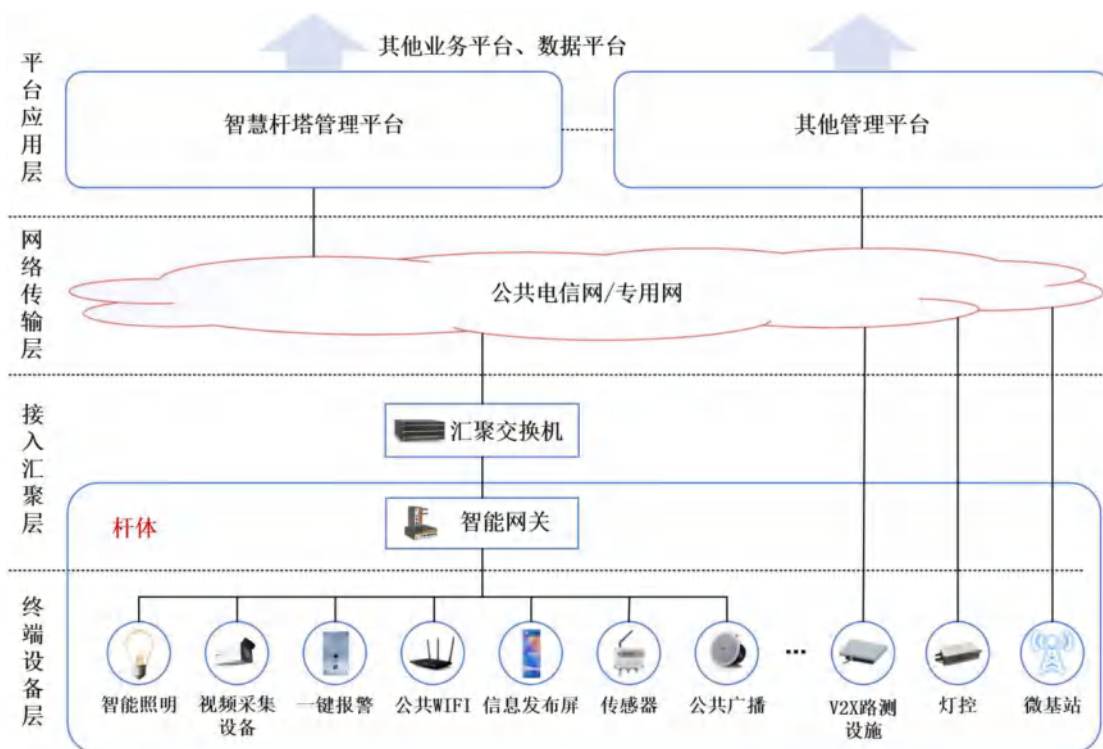 其他业务平台、数据平台
平台应用层
智慧杆塔管理平台
其他管理平台
网络传输层
公共电信网/专用网
接入汇聚层
汇聚交换机
杆体
智能网关
终端设备层
智能照明
视频采集
设备
一键报警
公共WIFI
信息发布屏
传感器
公共广播
...
V2X路测
设施
灯控
微基站